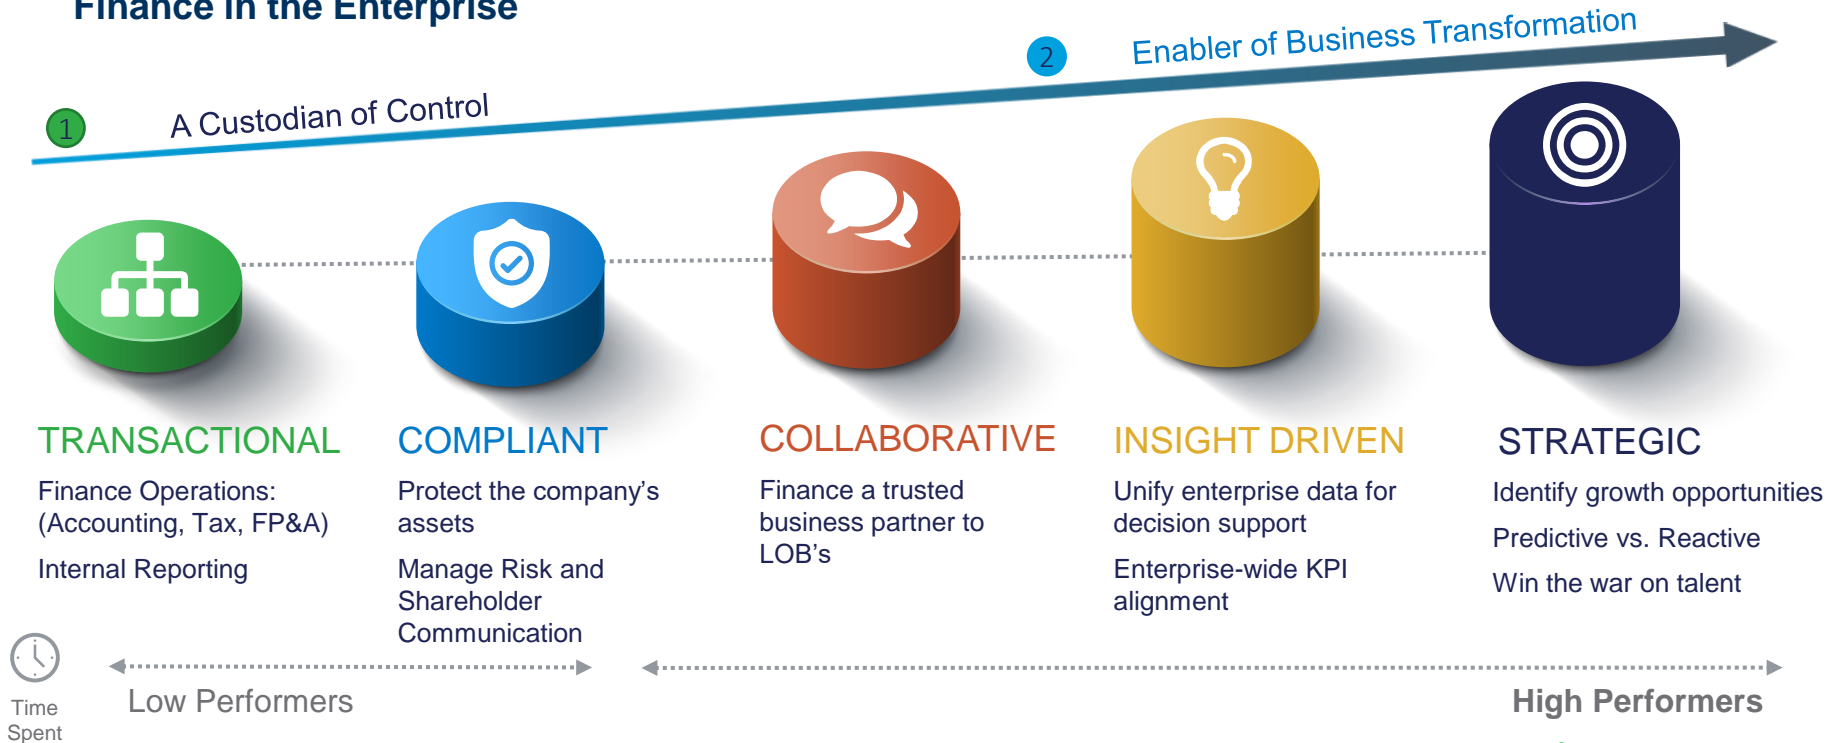 Finance in the Enterprise
2
Enabler of Business Transformation
1
A Custodian of Control
TRANSACTIONAL
Finance Operations:
(Accounting, Tax, FP&A)
Internal Reporting
COMPLIANT
Protect the company's
assets
Manage Risk and
Shareholder
Communication
COLLABORATIVE
Finance a trusted
business partner to
LOB's
INSIGHT DRIVEN
Unify enterprise data for
decision support
Enterprise-wide KPI
alignment
STRATEGIC
Identify growth opportunities
Predictive vs. Reactive
Win the war on talent
Time
Spent
Low Performers
High Performers